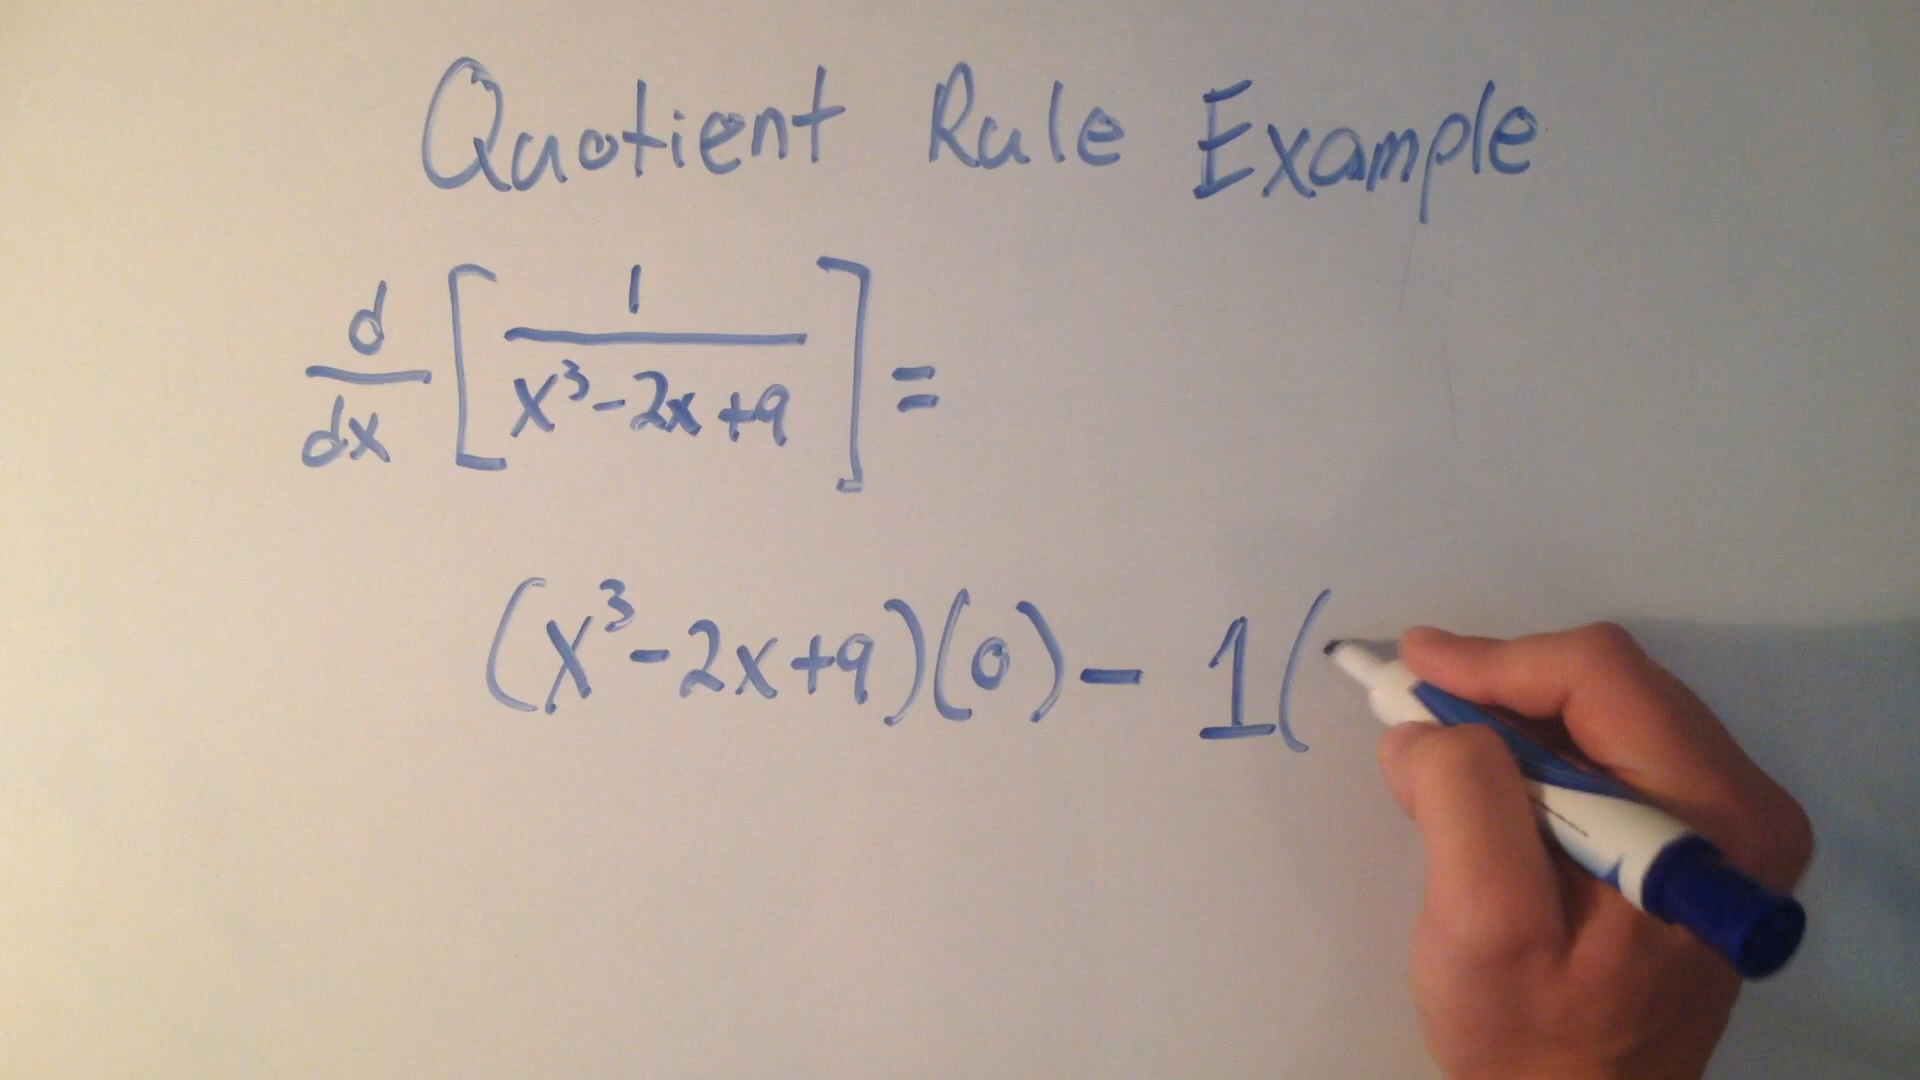 Quotient Rule Example
d/dx [ 1/(x³-2x+9) ] =
(x³-2x+9)(0) - 1(